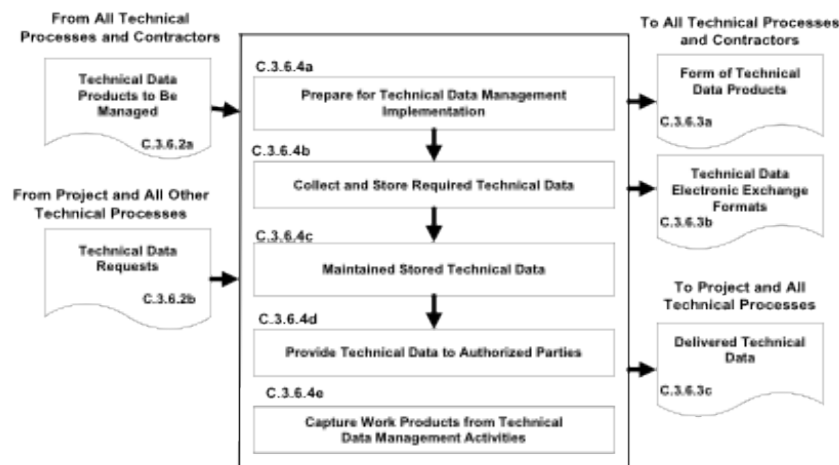 From All Technical
Processes and Contractors
Technical Data
Products to Be
Managed
C.3.6.2a
From Project and All Other
Technical Processes
Technical Data
Requests
C.3.6.2b
C.3.6.4a
Prepare for Technical Data Management
Implementation
C.3.6.4b
Collect and Store Required Technical Data
C.3.6.4c
Maintained Stored Technical Data
C.3.6.4d
Provide Technical Data to Authorized Parties
C.3.6.4e
Capture Work Products from Technical
Data Management Activities
To All Technical Processes
and Contractors
Form of Technical
Data Products
C.3.6.3a
Technical Data
Electronic Exchange
Formats
C.3.6.3b
To Project and All
Technical Processes
Delivered Technical
Data
C.3.6.3c